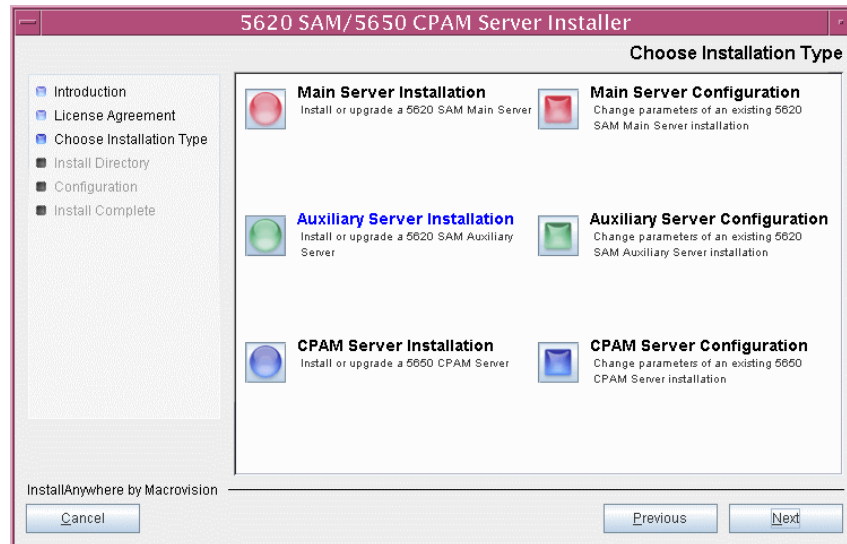 5620 SAM/5650 CPAM Server Installer
Choose Installation Type
Introduction
License Agreement
Choose Installation Type
Install Directory
Configuration
Install Complete
Main Server Installation
Install or upgrade a 5620 SAM Main Server
Main Server Configuration
Change parameters of an existing 5620
SAM Main Server installation
Auxiliary Server Installation
Install or upgrade a 5620 SAM Auxiliary
Server
Auxiliary Server Configuration
Change parameters of an existing 5620
SAM Auxiliary Server installation
CPAM Server Installation
Install or upgrade a 5650 CPAM Server
CPAM Server Configuration
Change parameters of an existing 5650
CPAM Server installation
InstallAnywhere by Macrovision
Cancel
Previous
Next